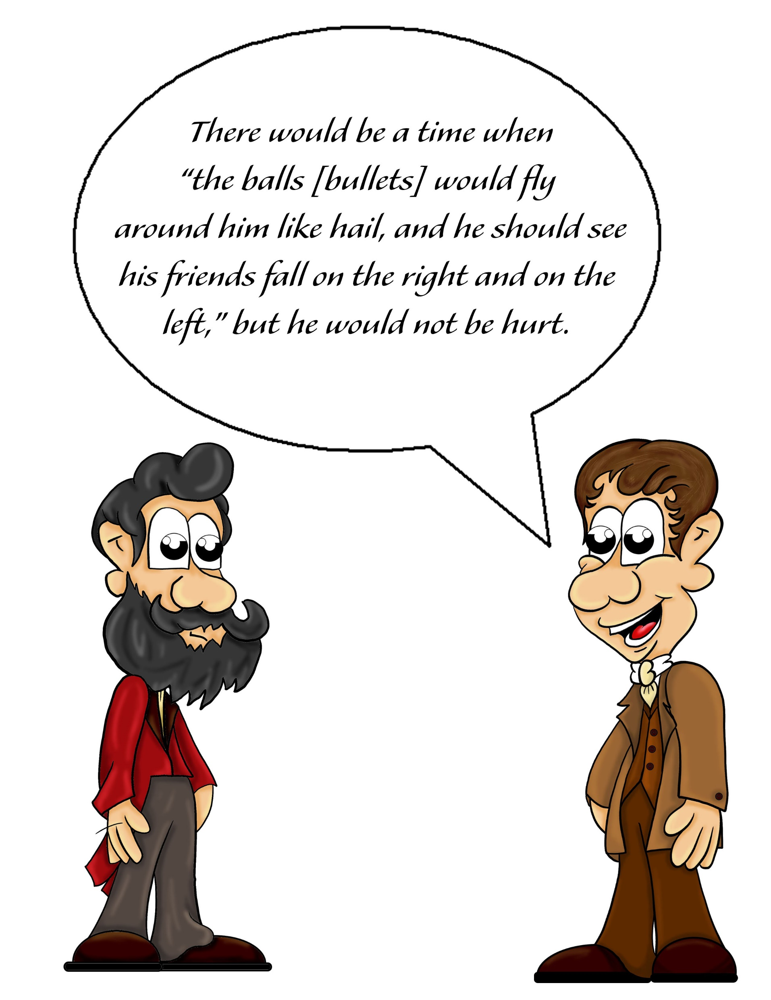 There would be a time when
“the balls [bullets] would fly
around him like hail, and he should see
his friends fall on the right and on the
left,” but he would not be hurt.